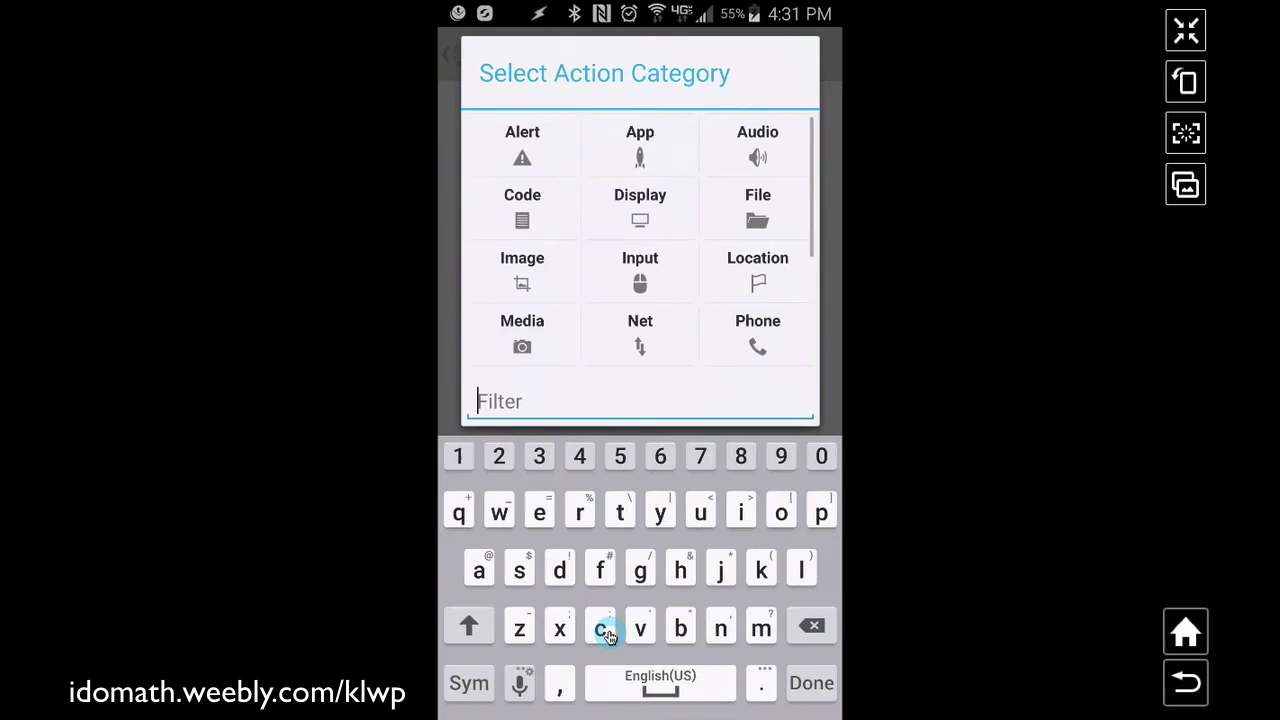 4G 55% 4:31 PM
Select Action Category
Alert App Audio
Code Display File
Image Input Location
Media Net Phone
Filter
1 2 3 4 5 6 7 8 9 0
+ _ = % \ | < > [ ]
q w e r t y u i o p
@ $ ! # / & * ( )
a s d f g h j k l
- ; : ' " , ?
z x c v b n m
Sym , English(US) . Done
idomath.weebly.com/klwp